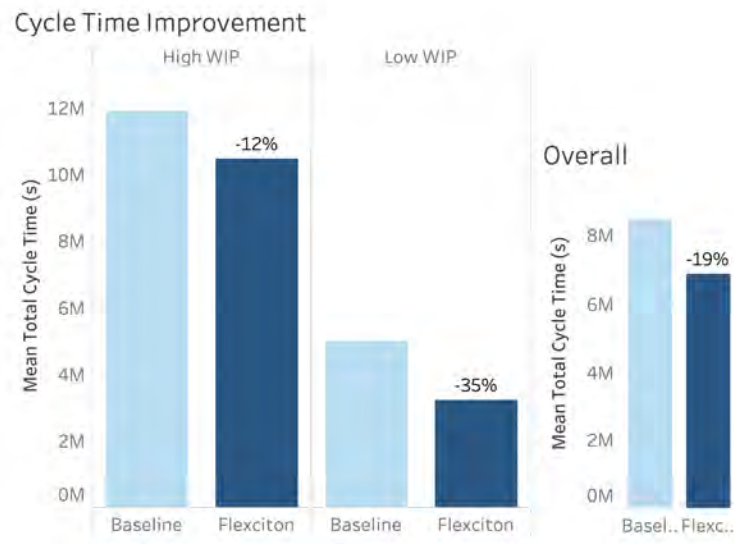 Cycle Time Improvement
High WIP
Low WIP
Mean Total Cycle Time (s)
12M
10M
8M
6M
4M
2M
0M
-12%
-35%
Baseline
Flexciton
Baseline
Flexciton
Overall
Mean Total Cycle Time (s)
8M
6M
4M
2M
0M
-19%
Basel.. Flexc..